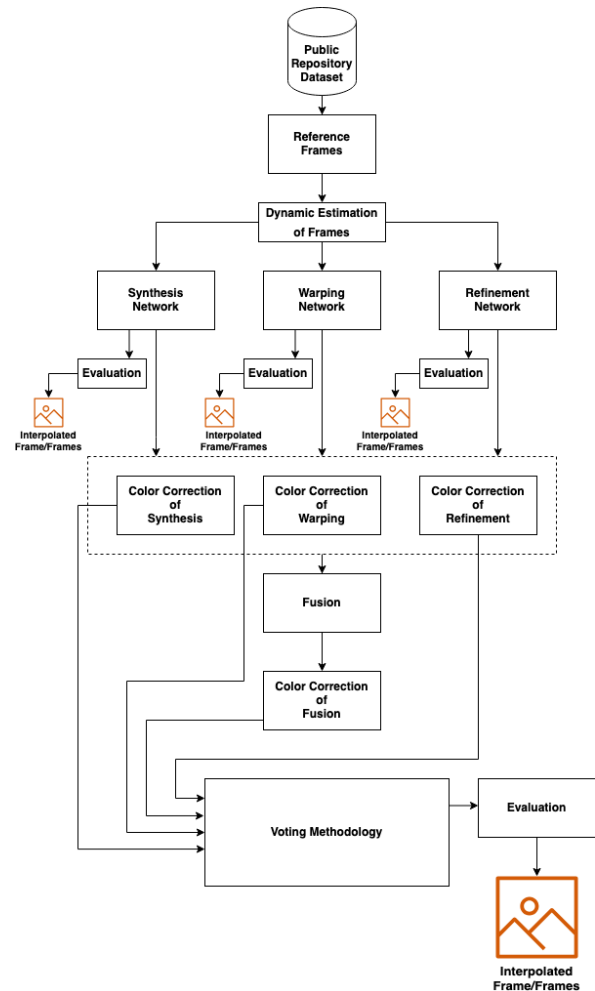 Public
Repository
Dataset
Reference
Frames
Dynamic Estimation
of Frames
Synthesis
Network
Warping
Network
Refinement
Network
Evaluation
Evaluation
Evaluation
Interpolated
Frame/Frames
Interpolated
Frame/Frames
Interpolated
Frame/Frames
Color Correction
of
Synthesis
Color Correction
of
Warping
Color Correction
of
Refinement
Fusion
Color Correction
of
Fusion
Voting Methodology
Evaluation
Interpolated
Frame/Frames